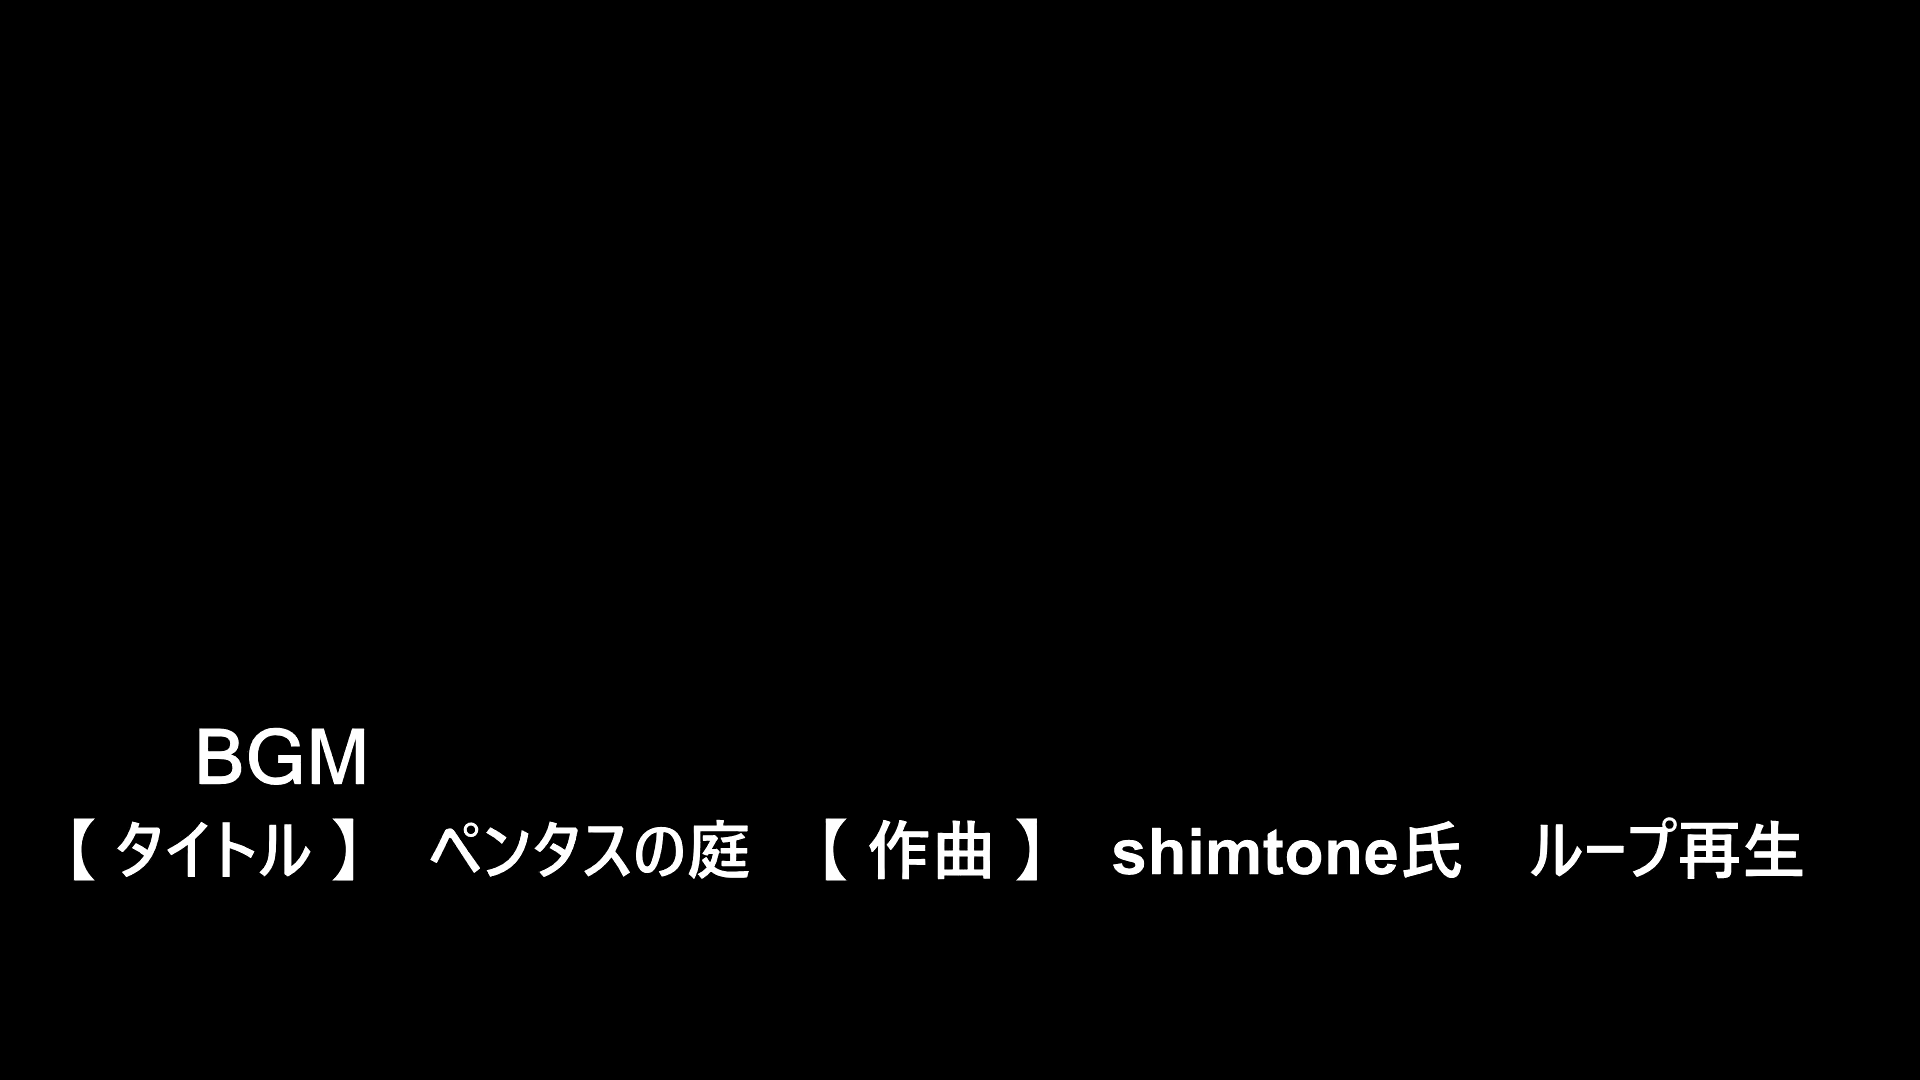 BGM
【 タイトル 】 ペンタスの庭 【 作曲 】 shimtone氏 ループ再生